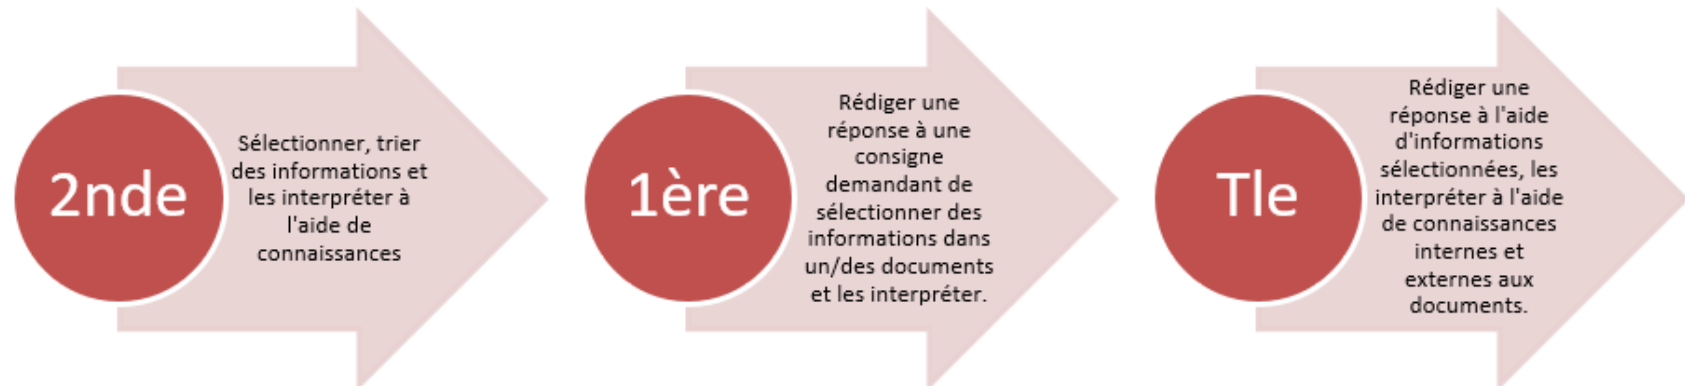 2nde
Sélectionner, trier
des informations et
les interpréter à
l'aide de
connaissances
1ère
Rédiger une
réponse à une
consigne
demandant de
sélectionner des
informations dans
un/des documents
et les interpréter.
Tle
Rédiger une
réponse à l'aide
d'informations
sélectionnées, les
interpréter à l'aide
de connaissances
internes et
externes aux
documents.